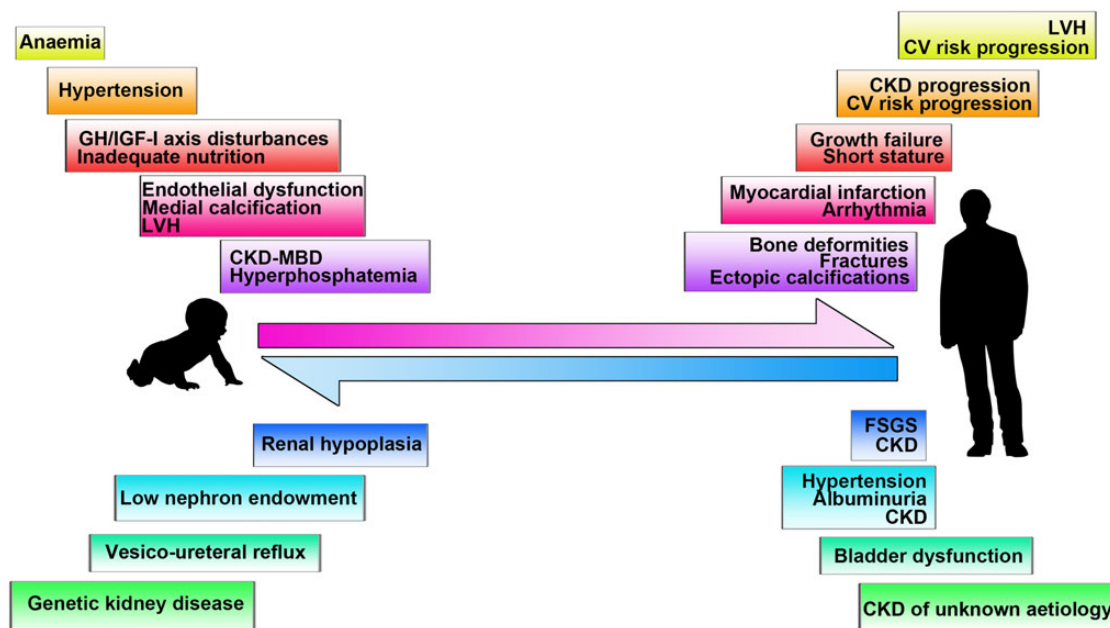 Anaemia
LVH
CV risk progression
Hypertension
CKD progression
CV risk progression
GH/IGF-I axis disturbances
Inadequate nutrition
Growth failure
Short stature
Endothelial dysfunction
Medial calcification
LVH
Myocardial infarction
Arrhythmia
CKD-MBD
Hyperphosphatemia
Bone deformities
Fractures
Ectopic calcifications
Renal hypoplasia
FSGS
CKD
Low nephron endowment
Hypertension
Albuminuria
CKD
Vesico-ureteral reflux
Bladder dysfunction
Genetic kidney disease
CKD of unknown aetiology